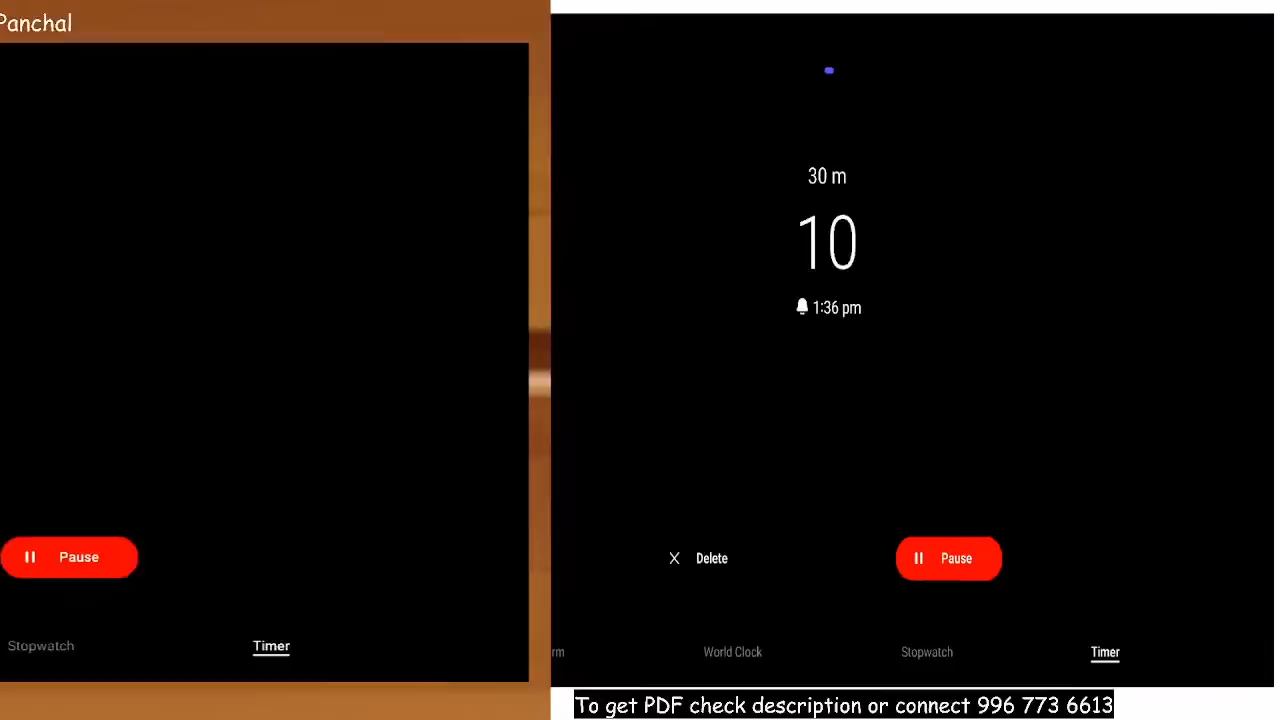 Panchal
Pause
Stopwatch
Timer
30 m
10
1:36 pm
X Delete
Pause
rm
World Clock
Stopwatch
Timer
To get PDF check description or connect 996 773 6613